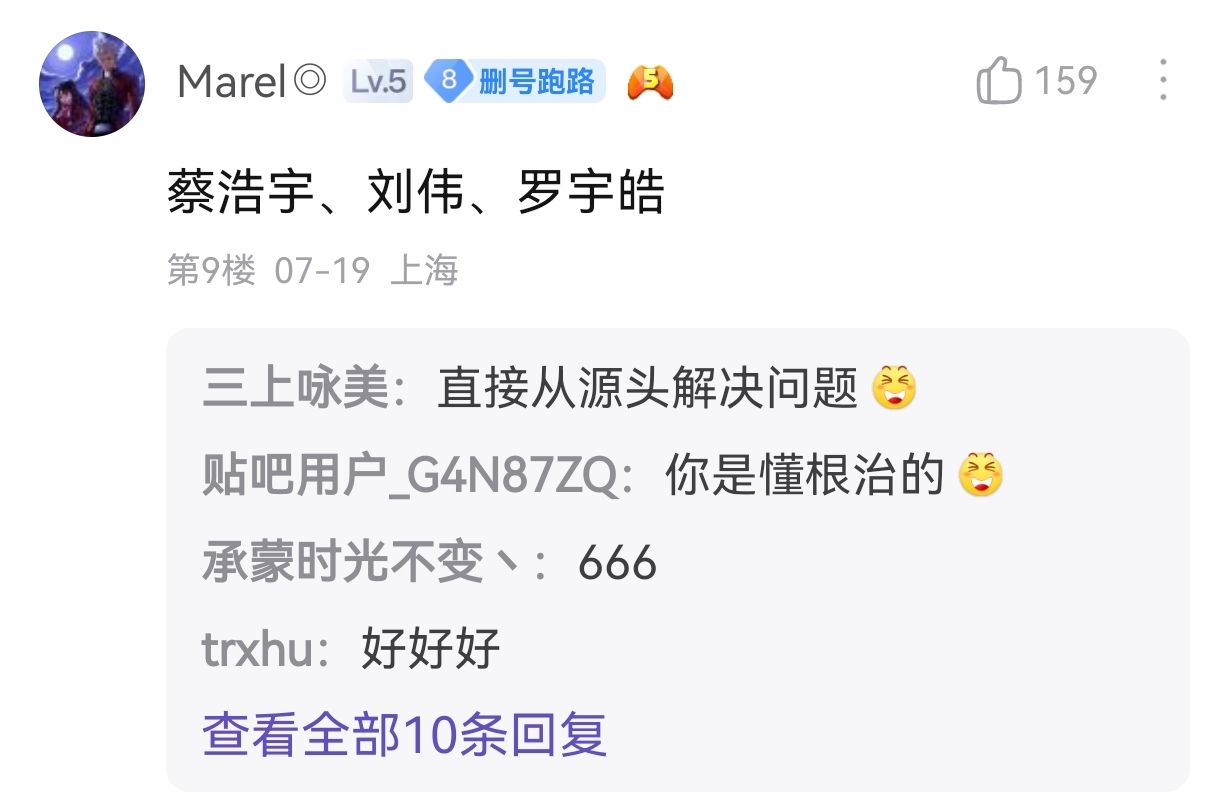 Marel◎ Lv.5 8 删号跑路 5 159
蔡浩宇、刘伟、罗宇皓
第9楼 07-19 上海
三上咏美：直接从源头解决问题
贴吧用户_G4N87ZQ：你是懂根治的
承蒙时光不变丶：666
trxhu：好好好
查看全部10条回复